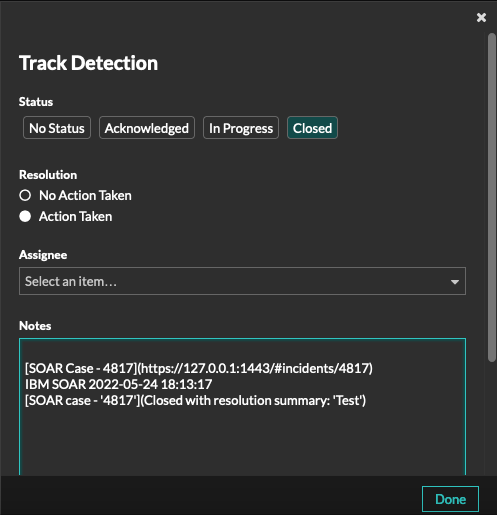 Track Detection
Status
No Status Acknowledged In Progress Closed
Resolution
No Action Taken
Action Taken
Assignee
Select an item...
Notes
[SOAR Case - 4817](https://127.0.0.1:1443/#incidents/4817)
IBM SOAR 2022-05-24 18:13:17
[SOAR case - '4817'](Closed with resolution summary: 'Test')
Done